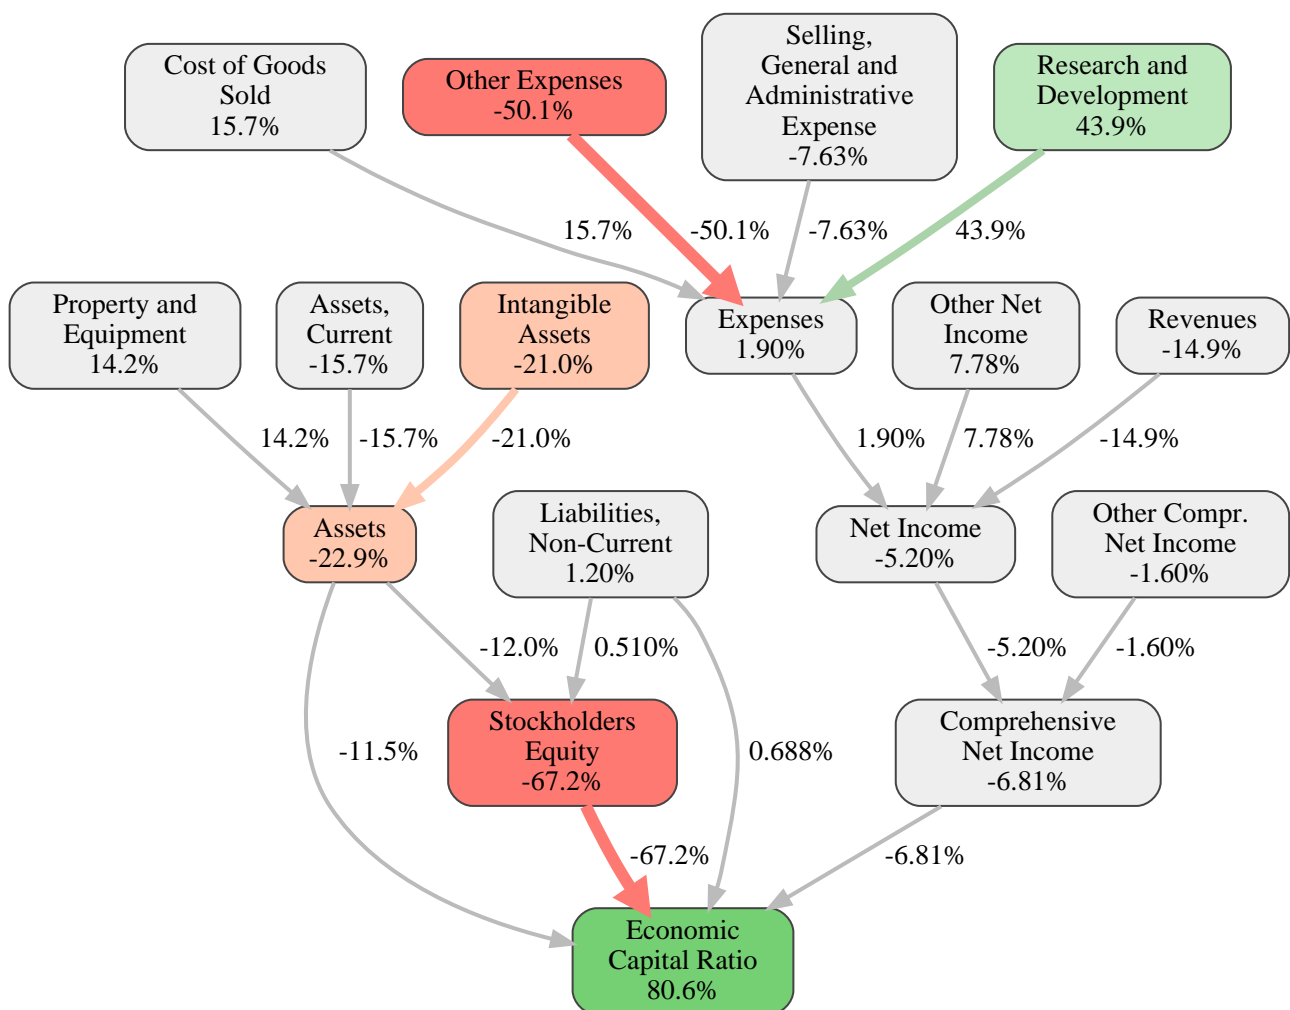 Cost of Goods
Sold
15.7%
Other Expenses
-50.1%
Selling,
General and
Administrative
Expense
-7.63%
Research and
Development
43.9%
15.7%
-50.1%
-7.63%
43.9%
Property and
Equipment
14.2%
Assets,
Current
-15.7%
Intangible
Assets
-21.0%
Expenses
1.90%
Other Net
Income
7.78%
Revenues
-14.9%
14.2%
-15.7%
-21.0%
1.90%
7.78%
-14.9%
Assets
-22.9%
Liabilities,
Non-Current
1.20%
Net Income
-5.20%
Other Compr.
Net Income
-1.60%
-12.0%
0.510%
-5.20%
-1.60%
Stockholders
Equity
-67.2%
Comprehensive
Net Income
-6.81%
-11.5%
0.688%
-67.2%
-6.81%
Economic
Capital Ratio
80.6%